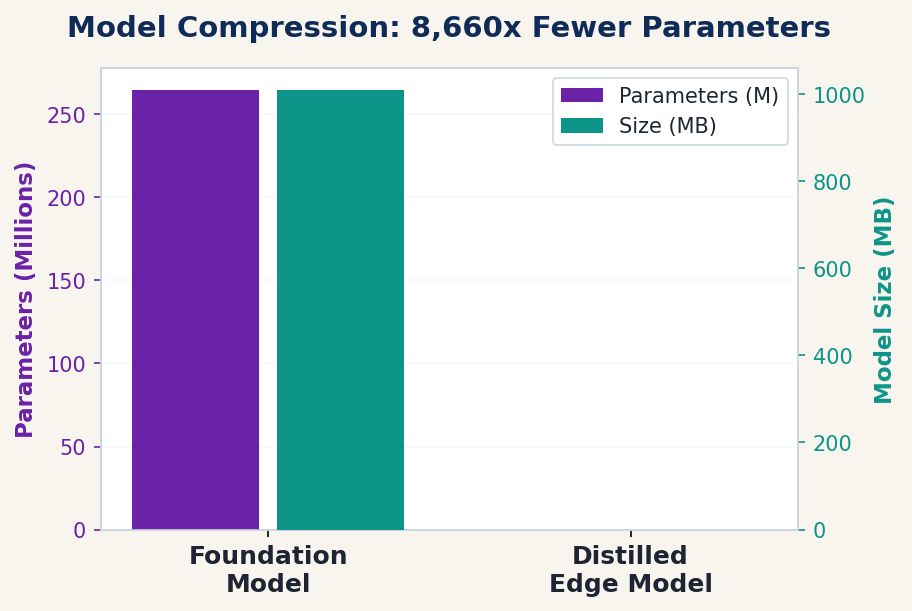 Model Compression: 8,660x Fewer Parameters
Parameters (M)
Size (MB)
Parameters (Millions)
250
200
150
100
50
0
1000
800
600
400
200
0
Model Size (MB)
Foundation
Model
Distilled
Edge Model